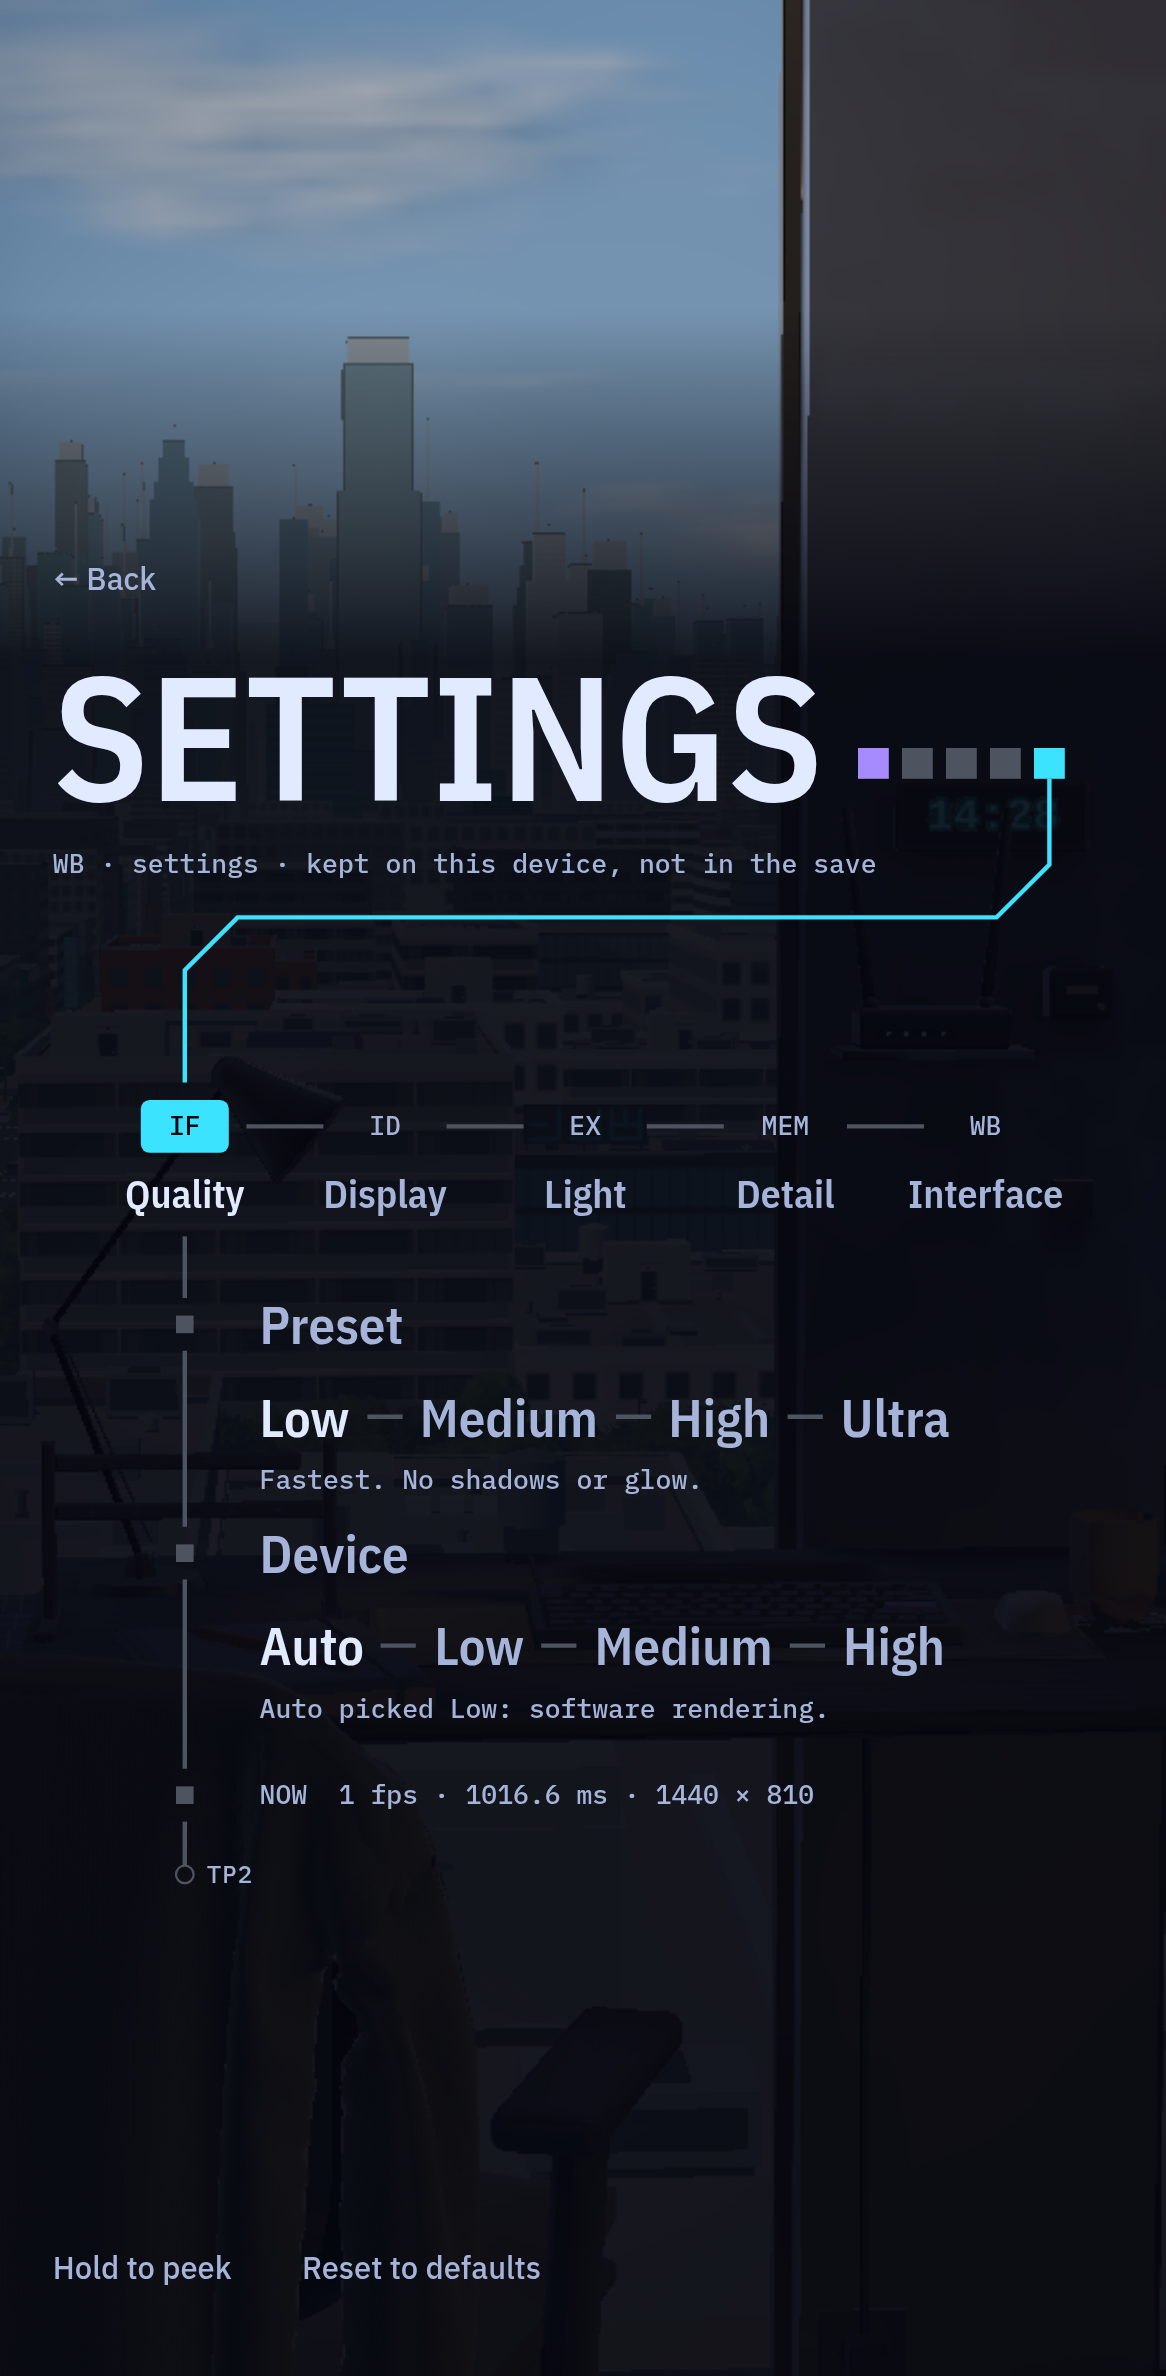 ← Back
SETTINGS
14:28
WB · settings · kept on this device, not in the save
IF ID EX MEM WB
Quality Display Light Detail Interface
Preset
Low — Medium — High — Ultra
Fastest. No shadows or glow.
Device
Auto — Low — Medium — High
Auto picked Low: software rendering.
NOW 1 fps · 1016.6 ms · 1440 × 810
TP2
Hold to peek Reset to defaults